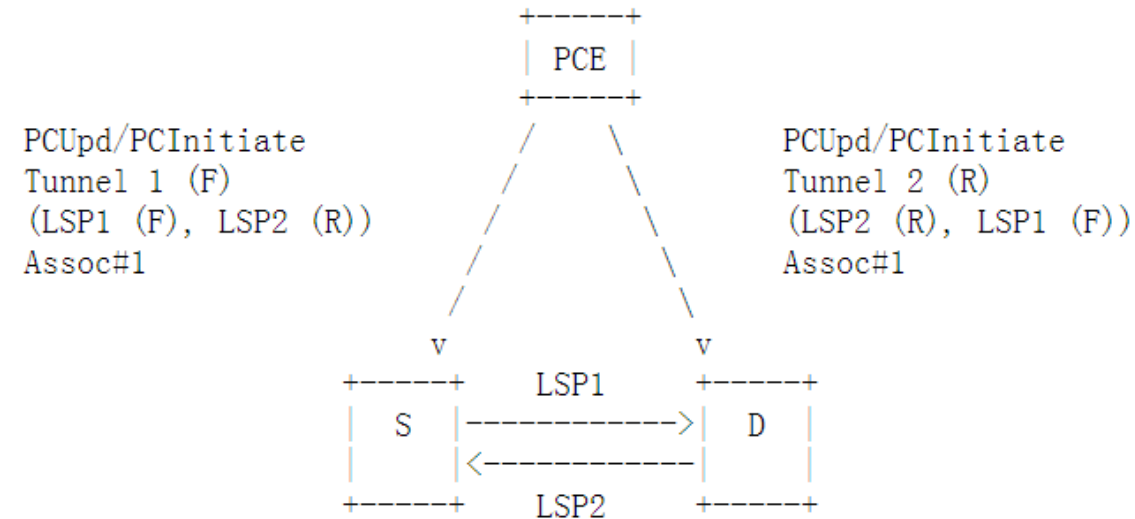 PCE
PCUpd/PCInitiate
Tunnel 1 (F)
(LSP1 (F), LSP2 (R))
Assoc#1
PCUpd/PCInitiate
Tunnel 2 (R)
(LSP2 (R), LSP1 (F))
Assoc#1
v v
LSP1
S D
LSP2